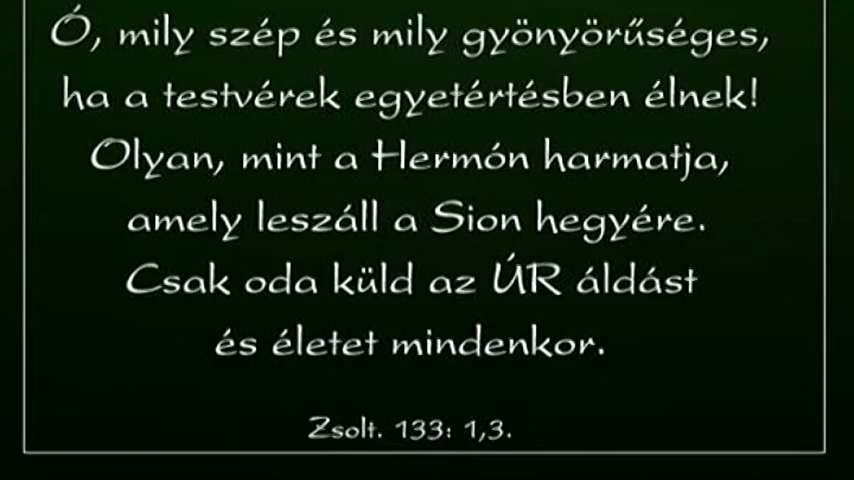 Ó, mily szép és mily gyönyörűséges,
ha a testvérek egyetértésben élnek!
Olyan, mint a Hermón harmatja,
amely leszáll a Sion hegyére.
Csak oda küld az ÚR áldást
és életet mindenkor.
Zsolt. 133: 1,3.